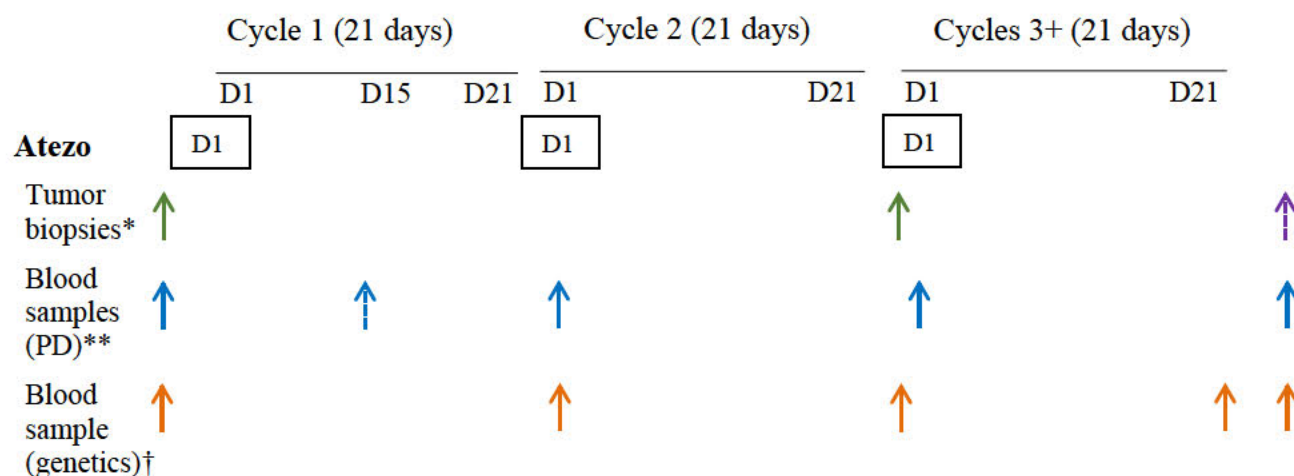 Cycle 1 (21 days) Cycle 2 (21 days) Cycles 3+ (21 days)
D1 D15 D21 D1 D21 D1 D21
Atezo D1 D1 D1
Tumor
biopsies*
Blood
samples
(PD)**
Blood
sample
(genetics)†